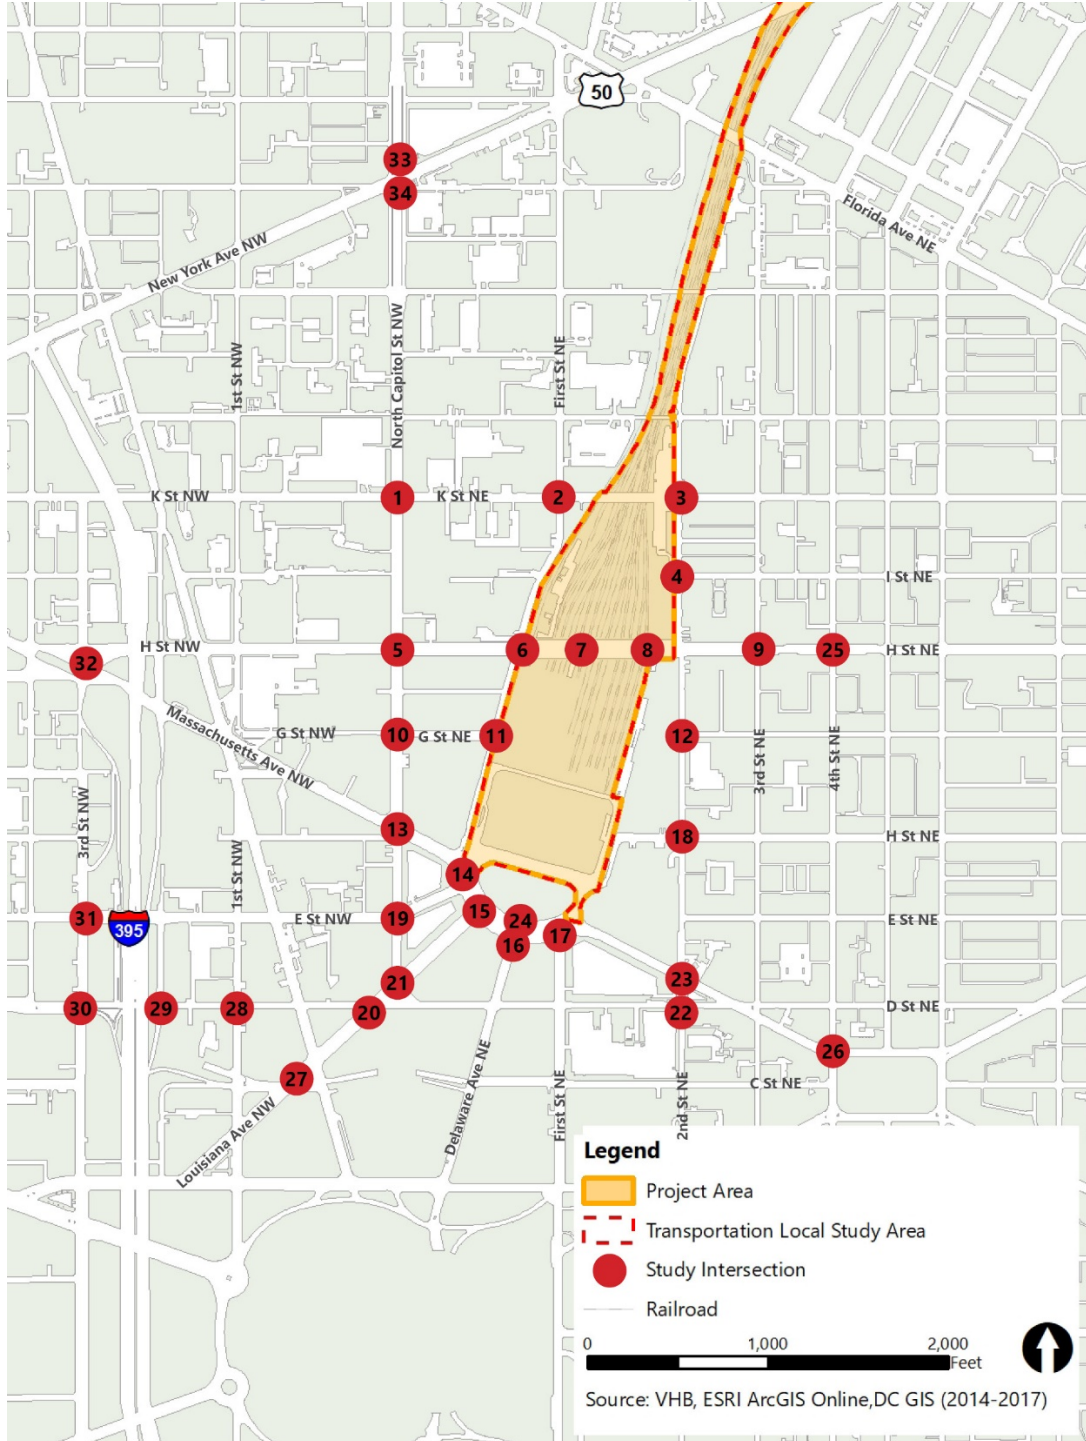 50
33
34
New York Ave NW
Florida Ave NE
1st St NW
North Capitol St NW
First St NE
K St NW
1
K St NE
2
3
4
I St NE
H St NW
5
6
7
8
9
25
H St NE
32
Massachusetts Ave NW
G St NW
10
G St NE
11
12
3rd St NE
4th St NE
3rd St NW
13
18
H St NE
1st St NW
14
31
395
E St NW
19
15
24
16
17
E St NE
23
21
30
29
28
20
22
D St NE
26
27
C St NE
Louisiana Ave NW
Delaware Ave NE
First St NE
2nd St NE
Legend
Project Area
Transportation Local Study Area
Study Intersection
Railroad
0 1,000 2,000
Feet
Source: VHB, ESRI ArcGIS Online,DC GIS (2014-2017)